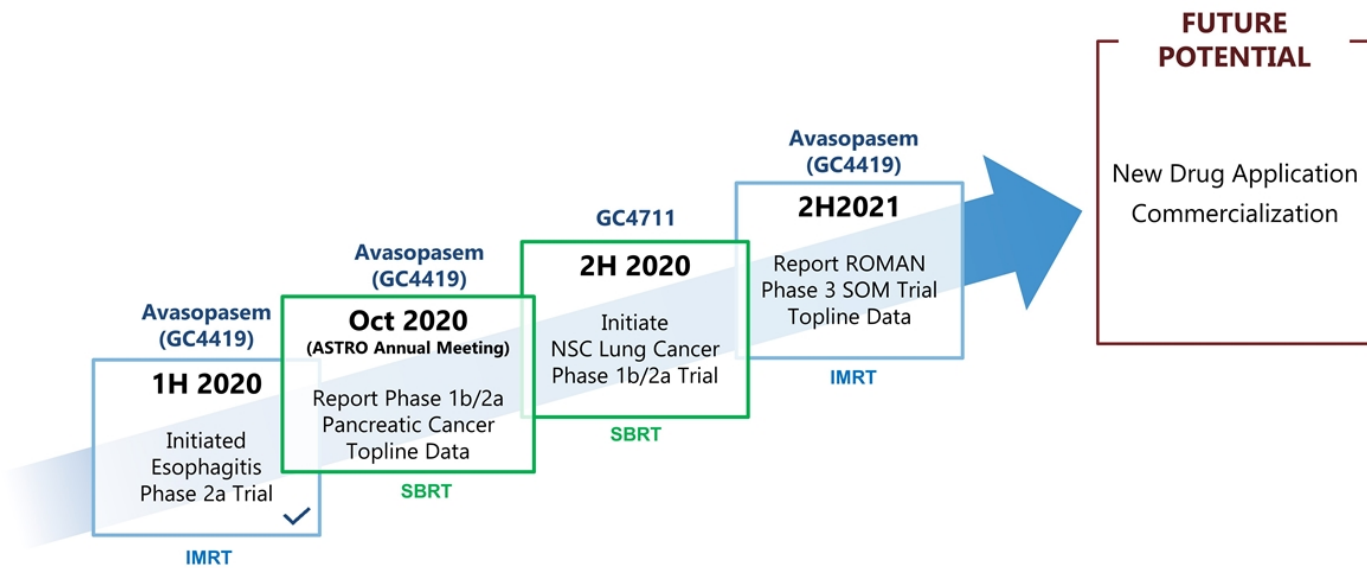 Avasopasem
(GC4419)
1H 2020
Initiated
Esophagitis
Phase 2a Trial
IMRT
Avasopasem
(GC4419)
Oct 2020
(ASTRO Annual Meeting)
Report Phase 1b/2a
Pancreatic Cancer
Topline Data
SBRT
GC4711
2H 2020
Initiate
NSC Lung Cancer
Phase 1b/2a Trial
SBRT
Avasopasem
(GC4419)
2H2021
Report ROMAN
Phase 3 SOM Trial
Topline Data
IMRT
FUTURE
POTENTIAL
New Drug Application
Commercialization